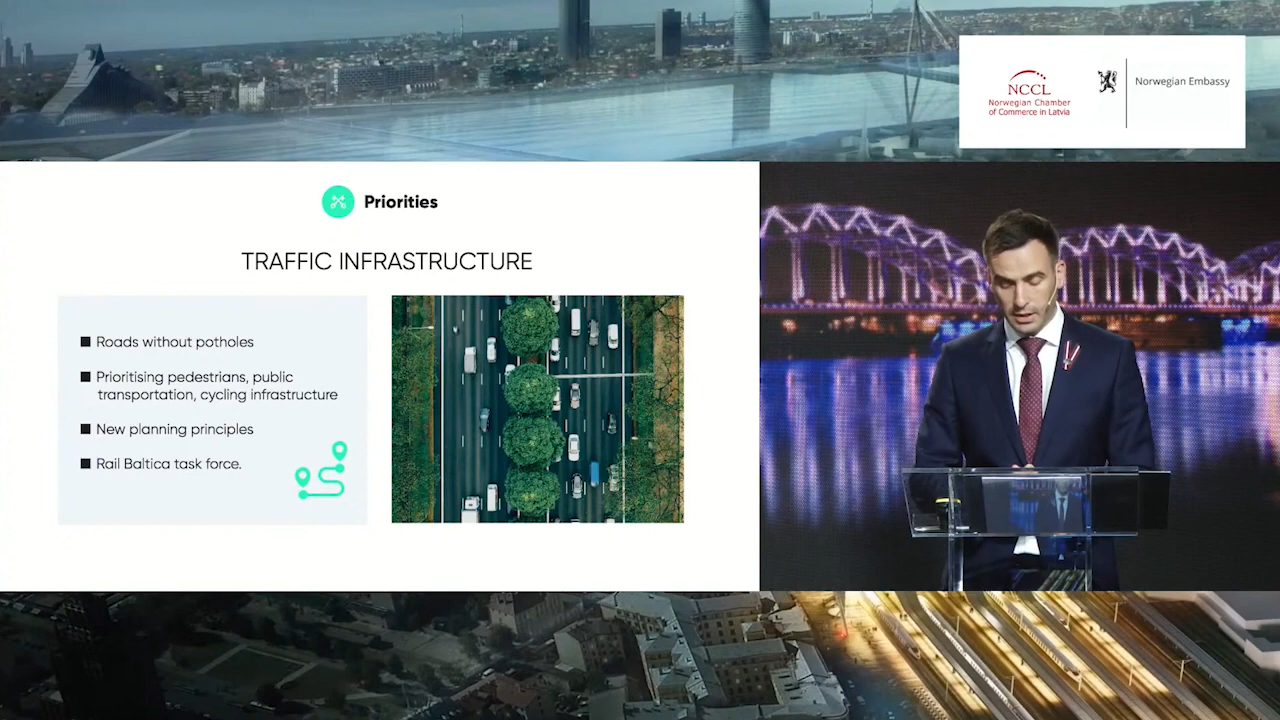 NCCL
Norwegian Chamber
of Commerce in Latvia
Norwegian Embassy
Priorities
TRAFFIC INFRASTRUCTURE
Roads without potholes
Prioritising pedestrians, public
transportation, cycling infrastructure
New planning principles
Rail Baltica task force.